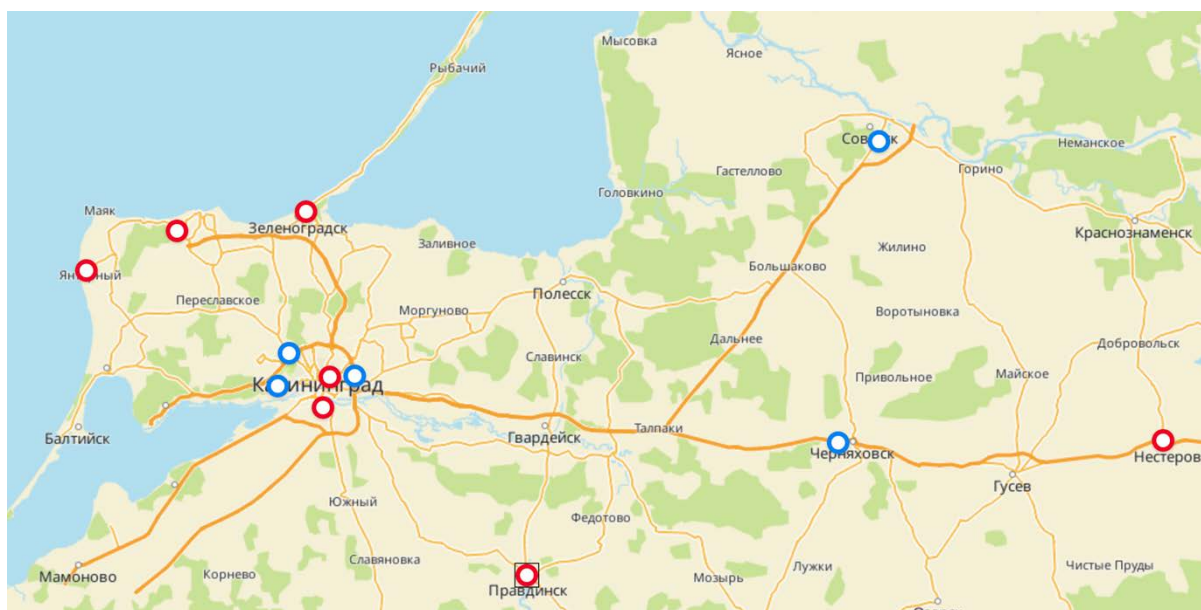 Мысовка
Ясное
Рыбачий
Неманское
Гастеллово
Горино
Головкино
Маяк
Зеленоградск
Заливное
Жилино
Краснознаменск
Большаково
Переславское
Полесск
Моргуново
Воротыновка
Дальнее
Добровольск
Славинск
Майское
Привольное
Калининград
Балтийск
Гвардейск
Талпаки
Черняховск
Нестеров
Гусев
Южный
Федотово
Славяновка
Чистые Пруды
Мамоново
Корнево
Мозырь
Лужки
Правдинск